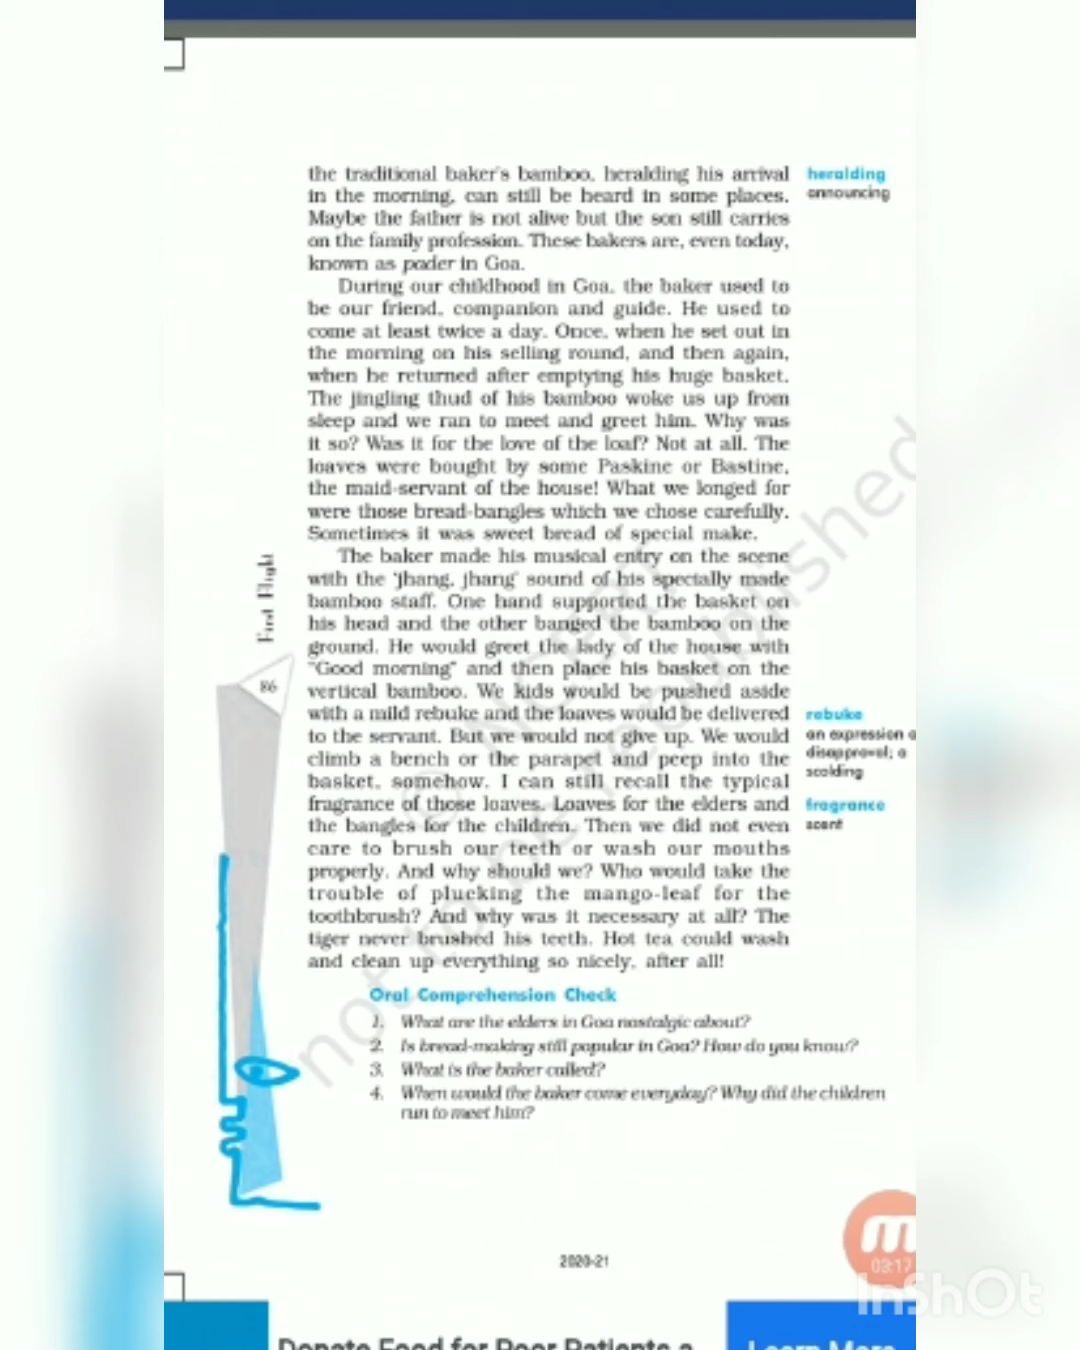 the traditional baker's bamboo, heralding his arrival
in the morning, can still be heard in some places.
Maybe the father is not alive but the son still carries
on the family profession. These bakers are, even today,
known as pader in Goa.
During our childhood in Goa, the baker used to
be our friend, companion and guide. He used to
come at least twice a day. Once, when he set out in
the morning on his selling round, and then again,
when he returned after emptying his huge basket.
The jingling thud of his bamboo woke us up from
sleep and we ran to meet and greet him. Why was
it so? Was it for the love of the loaf? Not at all. The
loaves were bought by some Paskine or Bastine,
the maid-servant of the house! What we longed for
were those bread-bangles which we chose carefully.
Sometimes it was sweet bread of special make.
The baker made his musical entry on the scene
with the 'jhang, jhang' sound of his specially made
bamboo staff. One hand supported the basket on
his head and the other banged the bamboo on the
ground. He would greet the lady of the house with
"Good morning" and then place his basket on the
vertical bamboo. We kids would be pushed aside
with a mild rebuke and the loaves would be delivered
to the servant. But we would not give up. We would
climb a bench or the parapet and peep into the
basket, somehow. I can still recall the typical
fragrance of those loaves. Loaves for the elders and
the bangles for the children. Then we did not even
care to brush our teeth or wash our mouths
properly. And why should we? Who would take the
trouble of plucking the mango-leaf for the
toothbrush? And why was it necessary at all? The
tiger never brushed his teeth. Hot tea could wash
and clean up everything so nicely, after all!
heralding
announcing
rebuke
an expression o
disapproval; a
scolding
fragrance
scent
First Flight
86
Oral Comprehension Check
1. What are the elders in Goa nostalgic about?
2. Is bread-making still popular in Goa? How do you know?
3. What is the baker called?
4. When would the baker come everyday? Why did the children
run to meet him?
2020-21
not to be republished
© NCERT
03:17
InShOt
Donate Food for Poor Patients a
Learn More